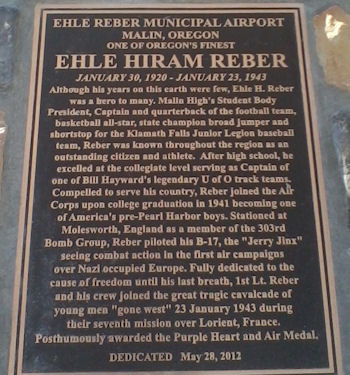 EHLE REBER MUNICIPAL AIRPORT
MALIN, OREGON
ONE OF OREGON'S FINEST
EHLE HIRAM REBER
JANUARY 30, 1920 - JANUARY 23, 1943
Although his years on this earth were few, Ehle H. Reber
was a hero to many. Malin High's Student Body
President, Captain and quarterback of the football team,
basketball all-star, state champion broad jumper and
shortstop for the Klamath Falls Junior Legion baseball
team, Reber was known throughout the region as an
outstanding citizen and athlete. After high school, he
excelled at the collegiate level serving as Captain of
one of Bill Hayward's legendary U of O track teams.
Compelled to serve his country, Reber joined the Air
Corps upon college graduation in 1941 becoming one
of America's pre-Pearl Harbor boys. Stationed at
Molesworth, England as a member of the 303rd
Bomb Group, Reber piloted his B-17, the "Jerry Jinx"
seeing combat action in the first air campaigns
over Nazi occupied Europe. Fully dedicated to the
cause of freedom until his last breath, 1st Lt. Reber
and his crew joined the great tragic cavalcade of
young men "gone west" 23 January 1943 during
their seventh mission over Lorient, France.
Posthumously awarded the Purple Heart and Air Medal.
DEDICATED May 28, 2012